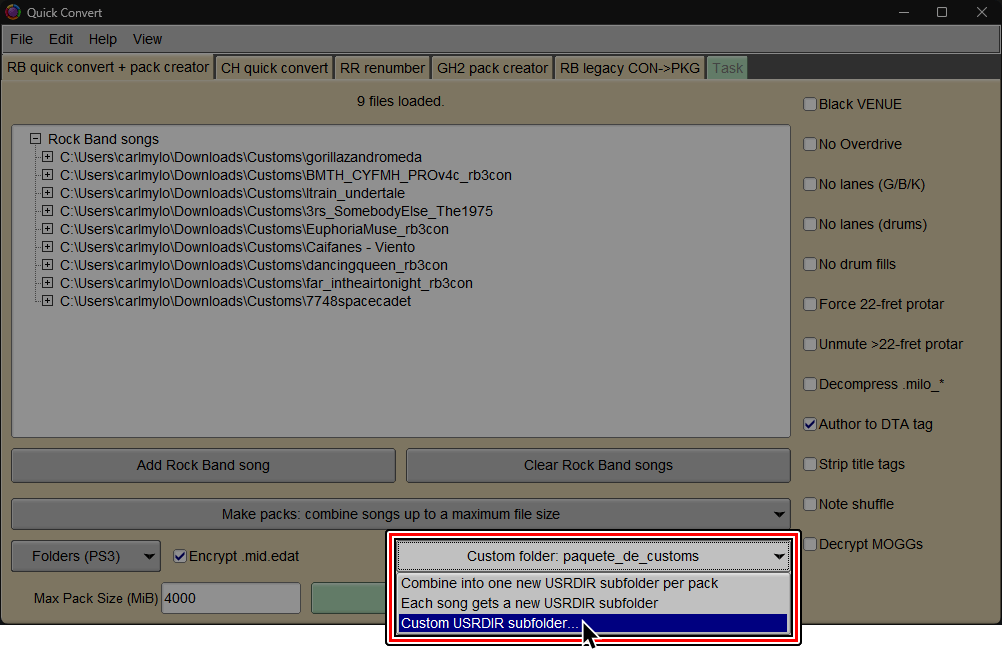 Quick Convert
File Edit Help View
RB quick convert + pack creator CH quick convert RR renumber GH2 pack creator RB legacy CON->PKG Task
9 files loaded.
Rock Band songs
C:\Users\carlmylo\Downloads\Customs\gorillazandromeda
C:\Users\carlmylo\Downloads\Customs\BMTH_CYFMH_PROv4c_rb3con
C:\Users\carlmylo\Downloads\Customs\ltrain_undertale
C:\Users\carlmylo\Downloads\Customs\3rs_SomebodyElse_The1975
C:\Users\carlmylo\Downloads\Customs\EuphoriaMuse_rb3con
C:\Users\carlmylo\Downloads\Customs\Caifanes - Viento
C:\Users\carlmylo\Downloads\Customs\dancingqueen_rb3con
C:\Users\carlmylo\Downloads\Customs\far_intheairtonight_rb3con
C:\Users\carlmylo\Downloads\Customs\7748spacecadet
Add Rock Band song Clear Rock Band songs
Make packs: combine songs up to a maximum file size
Folders (PS3) Encrypt .mid.edat Custom folder: paquete_de_customs
Combine into one new USRDIR subfolder per pack
Each song gets a new USRDIR subfolder
Custom USRDIR subfolder...
Max Pack Size (MiB) 4000
Black VENUE
No Overdrive
No lanes (G/B/K)
No lanes (drums)
No drum fills
Force 22-fret protar
Unmute >22-fret protar
Decompress .milo_*
Author to DTA tag
Strip title tags
Note shuffle
Decrypt MOGGs